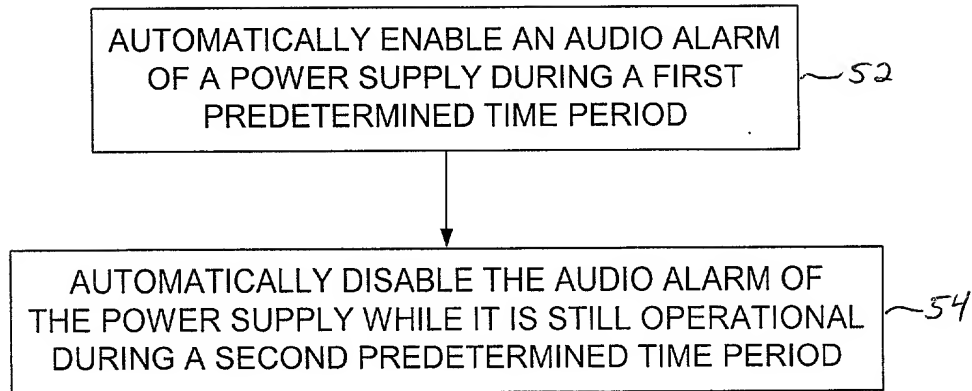 AUTOMATICALLY ENABLE AN AUDIO ALARM
OF A POWER SUPPLY DURING A FIRST
PREDETERMINED TIME PERIOD
52
AUTOMATICALLY DISABLE THE AUDIO ALARM OF
THE POWER SUPPLY WHILE IT IS STILL OPERATIONAL
DURING A SECOND PREDETERMINED TIME PERIOD
54